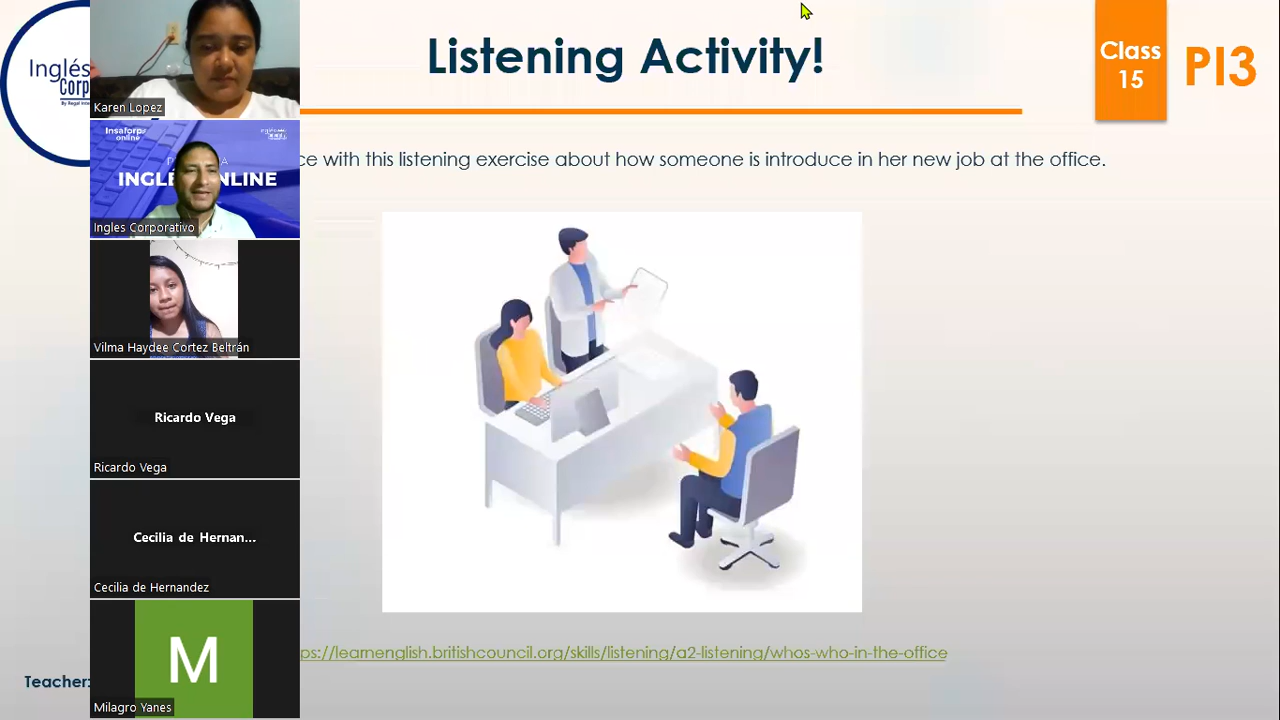 Listening Activity!
Class
15
PI3
Inglés
Corp
Karen Lopez
Insaforp
online
INGLÉ NLINE
Ingles Corporativo
ce with this listening exercise about how someone is introduce in her new job at the office.
Vilma Haydee Cortez Beltrán
Ricardo Vega
Ricardo Vega
Cecilia de Hernan...
Cecilia de Hernandez
M
Milagro Yanes
ps://learnenglish.britishcouncil.org/skills/listening/a2-listening/whos-who-in-the-office
Teacher: